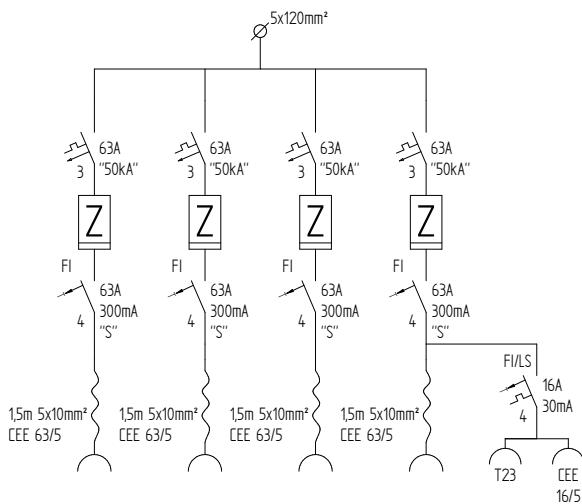 5x120mm²
63A
"50kA"
3
63A
"50kA"
3
63A
"50kA"
3
63A
"50kA"
3
Z
Z
Z
Z
FI
63A
300mA
"S"
4
FI
63A
300mA
"S"
4
FI
63A
300mA
"S"
4
FI
63A
300mA
"S"
4
FI/LS
16A
30mA
4
1,5m 5x10mm²
CEE 63/5
1,5m 5x10mm²
CEE 63/5
1,5m 5x10mm²
CEE 63/5
1,5m 5x10mm²
CEE 63/5
T23
CEE
16/5